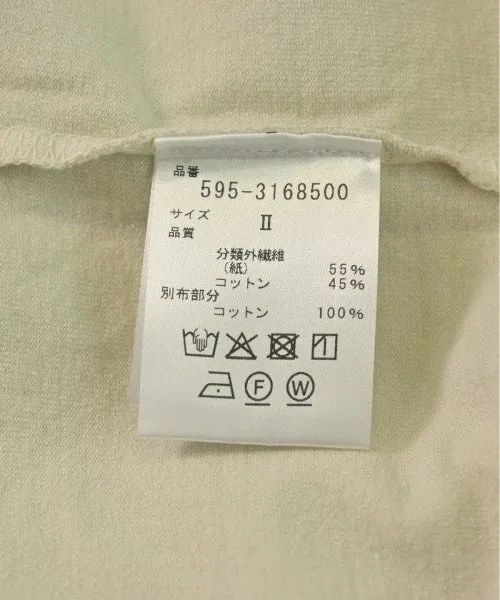 品番
595-3168500
サイズ Ⅱ
品質
分類外繊維
(紙) 55%
コットン 45%
別布部分
コットン 100%
F W